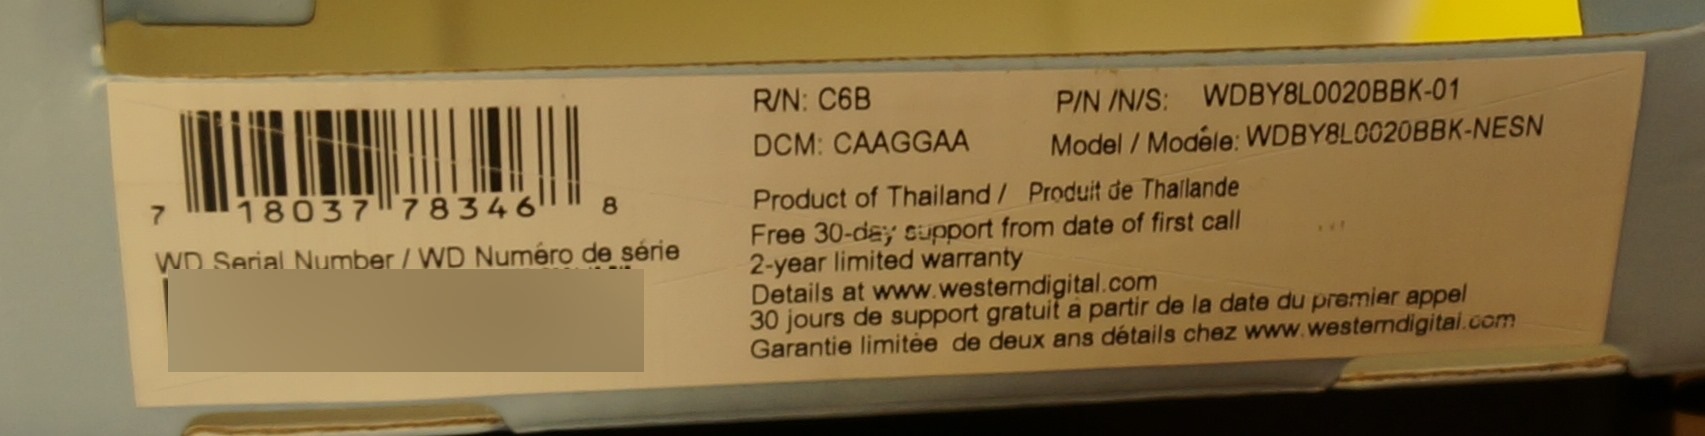 7 18037 78346 8
WD Serial Number / WD Numéro de série
R/N: C6B
DCM: CAAGGAA
P/N /N/S: WDBY8L0020BBK-01
Model / Modèle: WDBY8L0020BBK-NESN
Product of Thailand / Produit de Thaïlande
Free 30-day support from date of first call
2-year limited warranty
Details at www.westerndigital.com
30 jours de support gratuit à partir de la date du premier appel
Garantie limitée de deux ans détails chez www.westerndigital.com